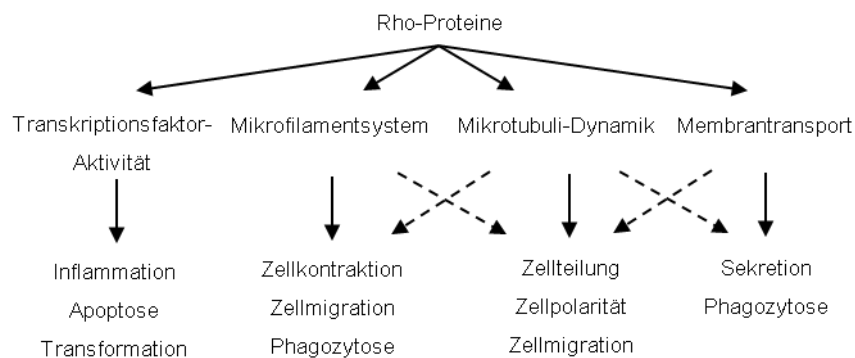 Rho-Proteine
Transkriptionsfaktor-
Aktivität
Mikrofilamentsystem
Mikrotubuli-Dynamik
Membrantransport
Inflammation
Apoptose
Transformation
Zellkontraktion
Zellmigration
Phagozytose
Zellteilung
Zellpolarität
Zellmigration
Sekretion
Phagozytose